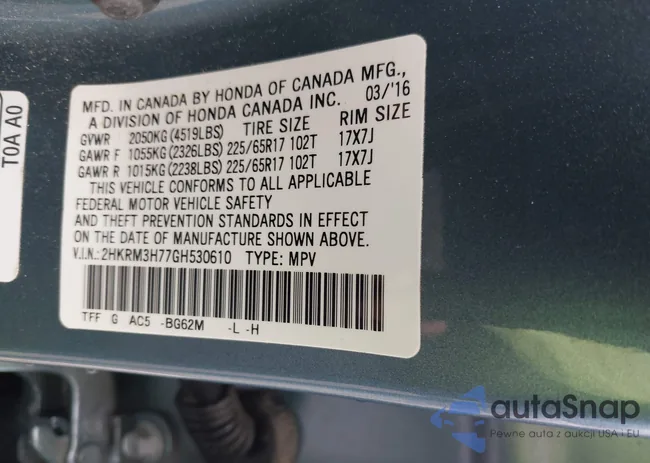 T0A A0
MFD. IN CANADA BY HONDA OF CANADA MFG.,
A DIVISION OF HONDA CANADA INC. 03/'16
GVWR 2050KG(4519LBS) TIRE SIZE RIM SIZE
GAWR F 1055KG(2326LBS) 225/65R17 102T 17X7J
GAWR R 1015KG(2238LBS) 225/65R17 102T 17X7J
THIS VEHICLE CONFORMS TO ALL APPLICABLE
FEDERAL MOTOR VEHICLE SAFETY
AND THEFT PREVENTION STANDARDS IN EFFECT
ON THE DATE OF MANUFACTURE SHOWN ABOVE.
V.I.N.: 2HKRM3H77GH530610 TYPE: MPV
TFF G AC5 -BG62M -L -H
autaSnap
Pewne auta z aukcji USA i EU